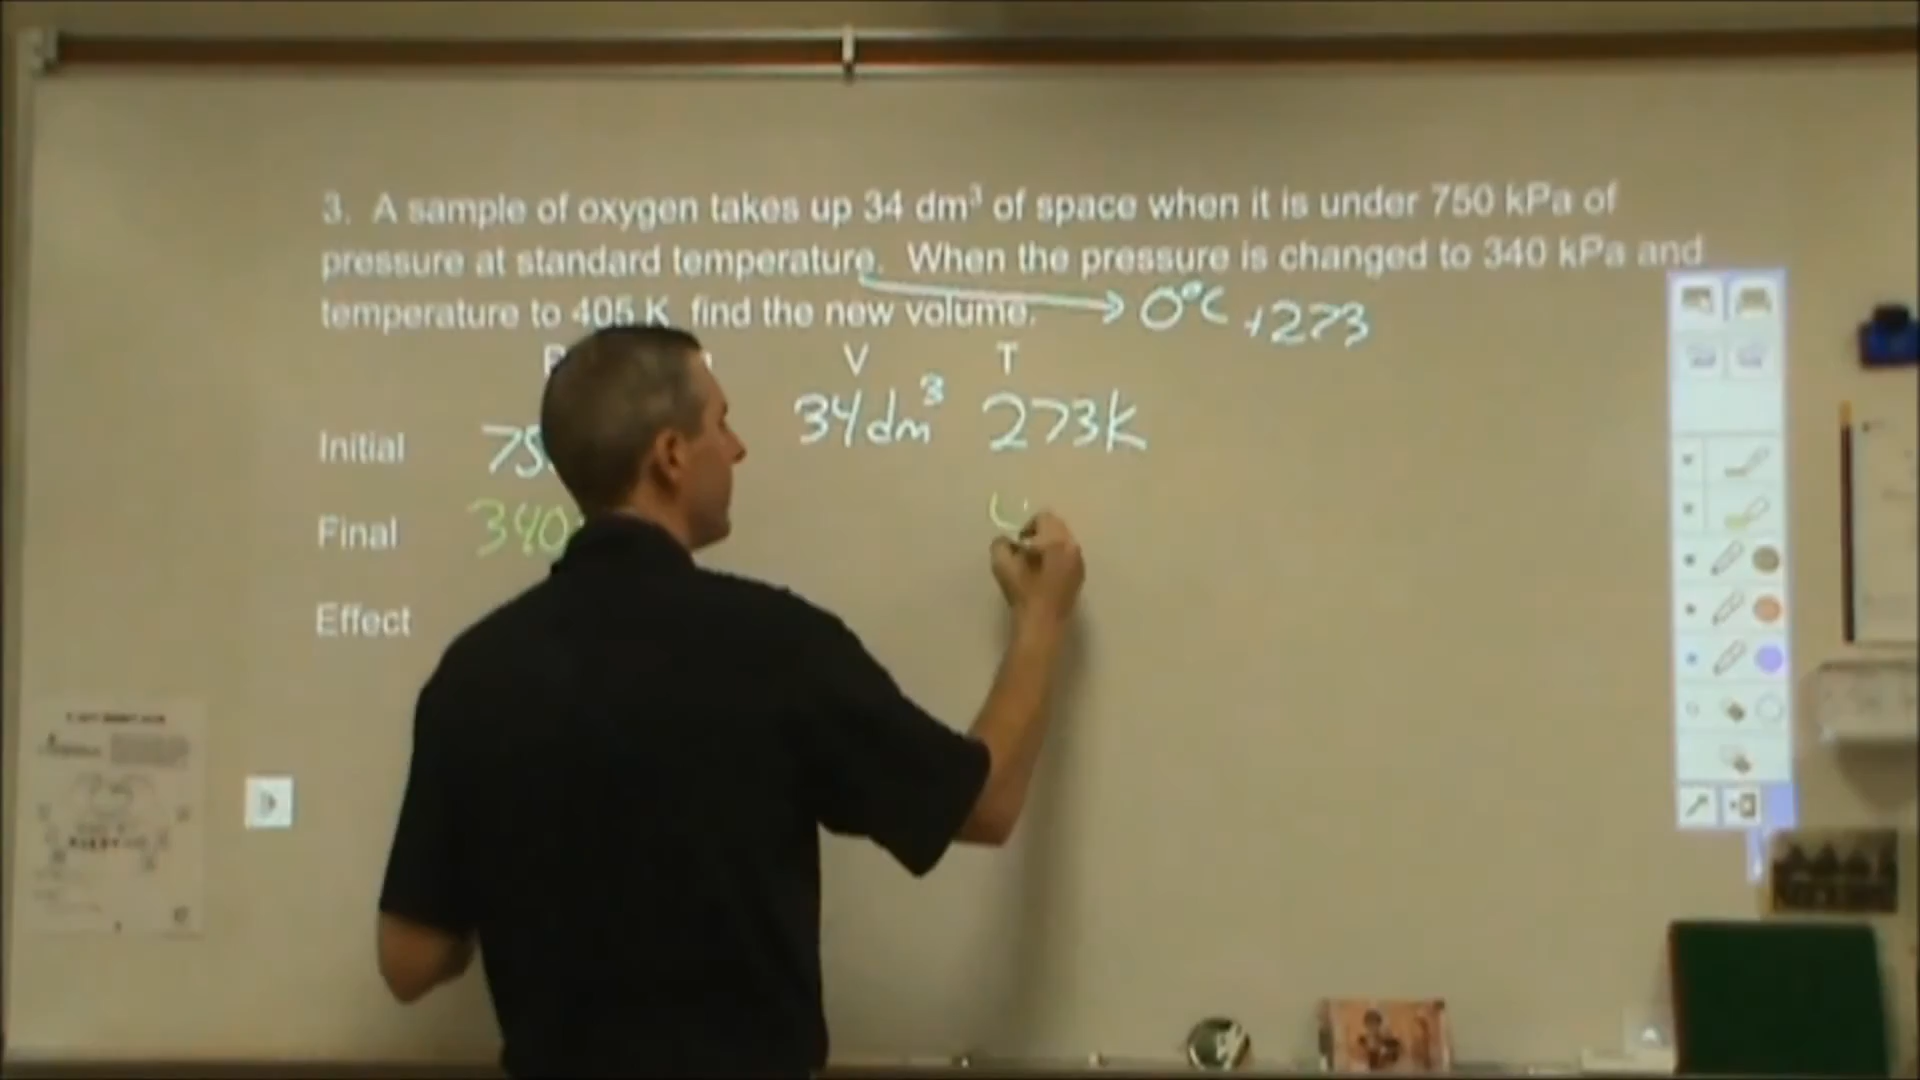 3. A sample of oxygen takes up 34 dm³ of space when it is under 750 kPa of
pressure at standard temperature. When the pressure is changed to 340 kPa and
temperature to 405 K find the new volume.
0°C +273
V T
Initial 34dm³ 273K
Final 340
Effect